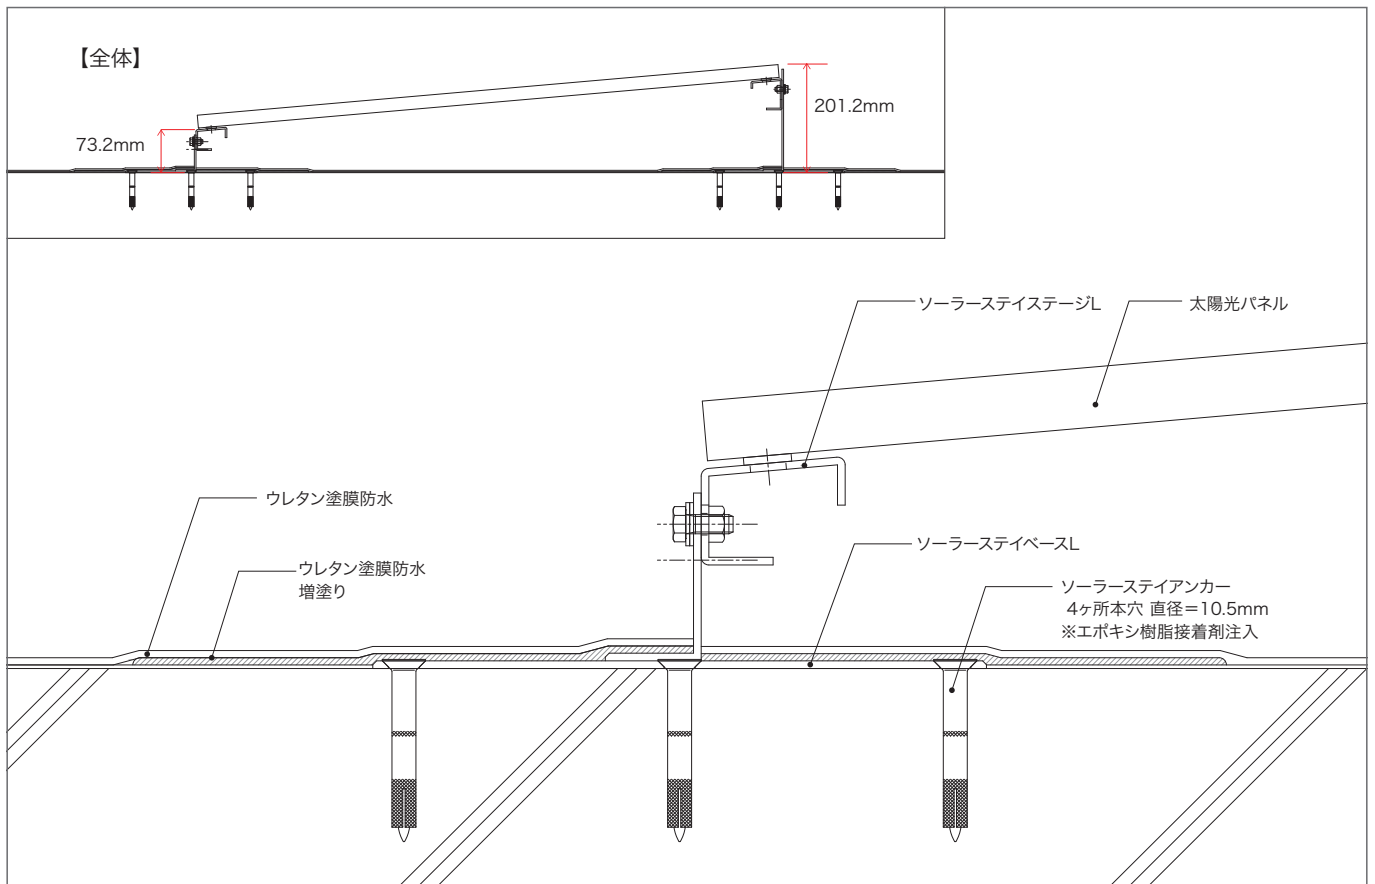 【全体】
201.2mm
73.2mm
ソーラーステイステージL
太陽光パネル
ウレタン塗膜防水
ソーラーステイベースL
ウレタン塗膜防水
増塗り
ソーラーステイアンカー
4ヶ所本穴 直径＝10.5mm
※エポキシ樹脂接着剤注入